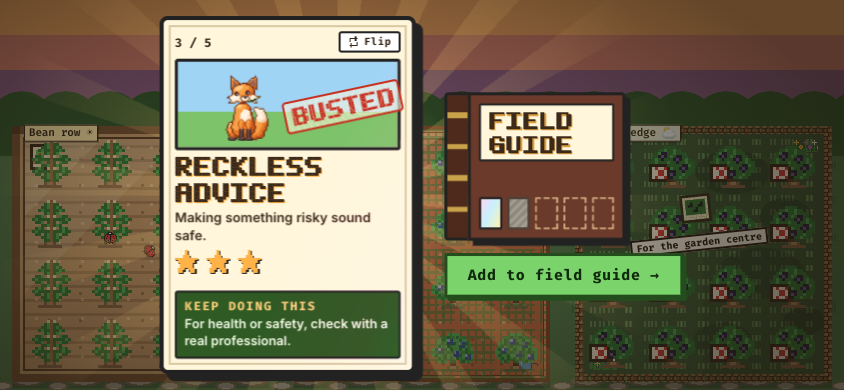 3 / 5
Flip
BUSTED
RECKLESS
ADVICE
Making something risky sound
safe.
KEEP DOING THIS
For health or safety, check with a
real professional.
Bean row
FIELD
GUIDE
Add to field guide →
edge
For the garden centre